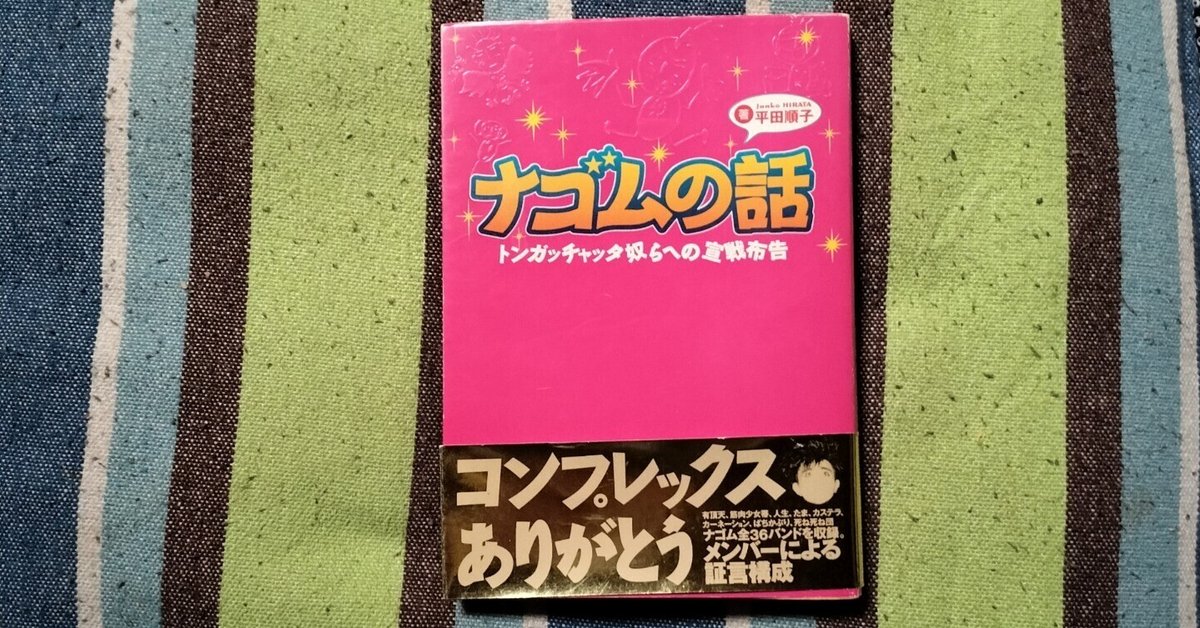 Junko HIRATA
著 平田順子
ナゴムの話
トンガッチャッタ奴らへの宣戦布告
コンプレックス
ありがとう
有頂天、筋肉少女帯、人生、たま、カステラ、
カーネーション、ばちかぶり、死ね死ね団
ナゴム全36バンドを収録。
メンバーによる
証言構成